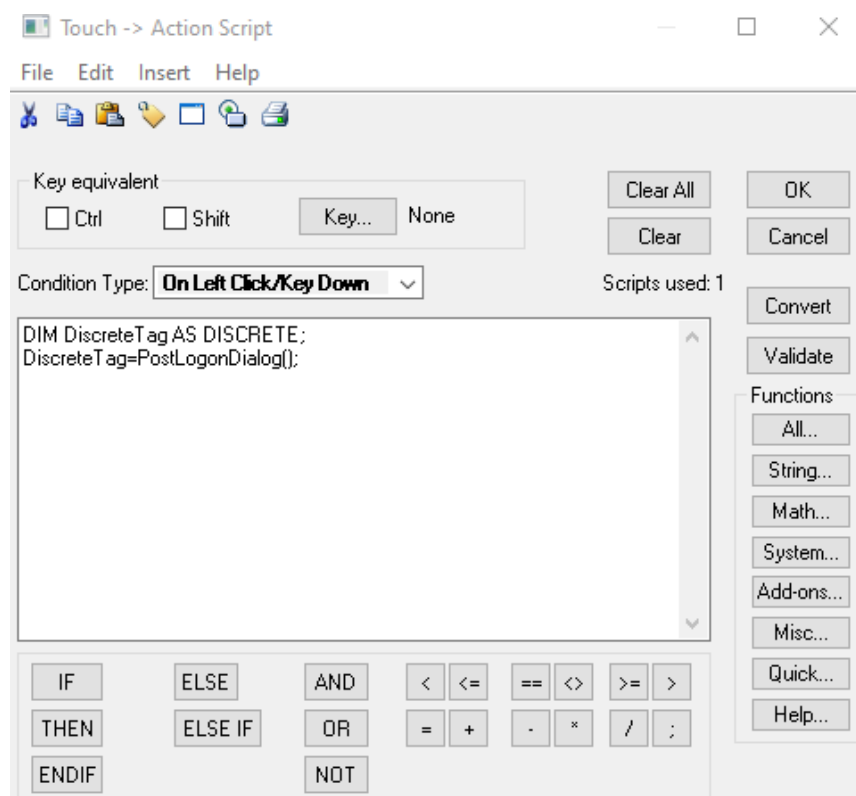 Touch -> Action Script
File Edit Insert Help
Key equivalent
Ctrl Shift Key... None
Clear All OK
Clear Cancel
Condition Type: On Left Click/Key Down Scripts used: 1
Convert
DIM DiscreteTag AS DISCRETE;
DiscreteTag=PostLogonDialog();
Validate
Functions
All...
String...
Math...
System...
Add-ons...
Misc...
Quick...
Help...
IF ELSE AND < <= == <> >= >
THEN ELSE IF OR = + - * / ;
ENDIF NOT